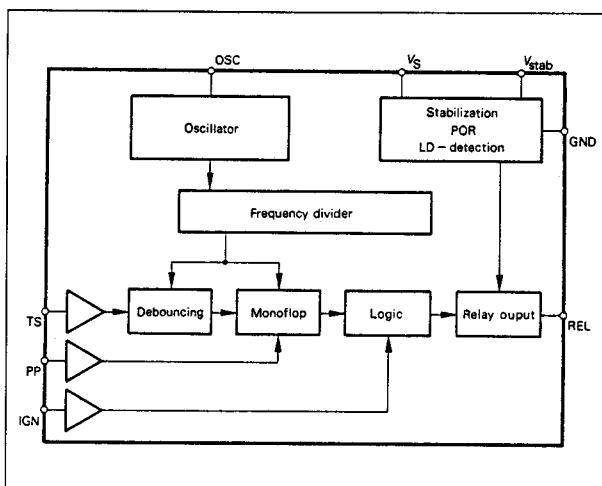 OSC
VS
Vstab
Oscillator
Stabilization
POR
LD – detection
GND
Frequency divider
TS
Debouncing
Monoflop
Logic
Relay ouput
REL
PP
IGN